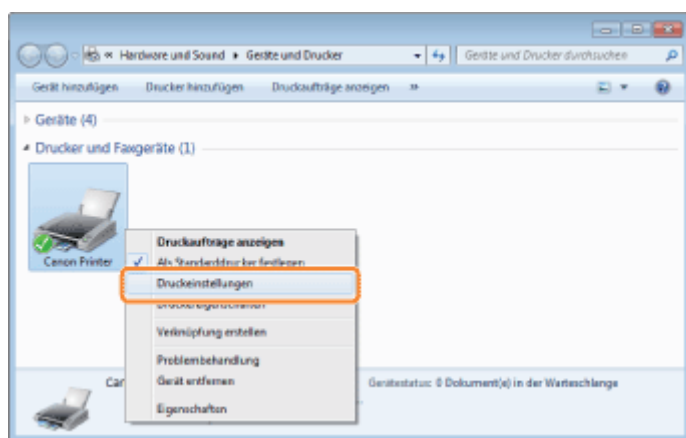 « Hardware und Sound ▸ Geräte und Drucker
Geräte und Drucker durchsuchen
Gerät hinzufügen Drucker hinzufügen Druckaufträge anzeigen »
Geräte (4)
Drucker und Faxgeräte (1)
Canon Printer
Druckaufträge anzeigen
✓ Als Standarddrucker festlegen
Druckeinstellungen
Druckereigenschaften
Verknüpfung erstellen
Problembehandlung
Gerät entfernen
Eigenschaften
Can
Gerätestatus: 0 Dokument(e) in der Warteschlange